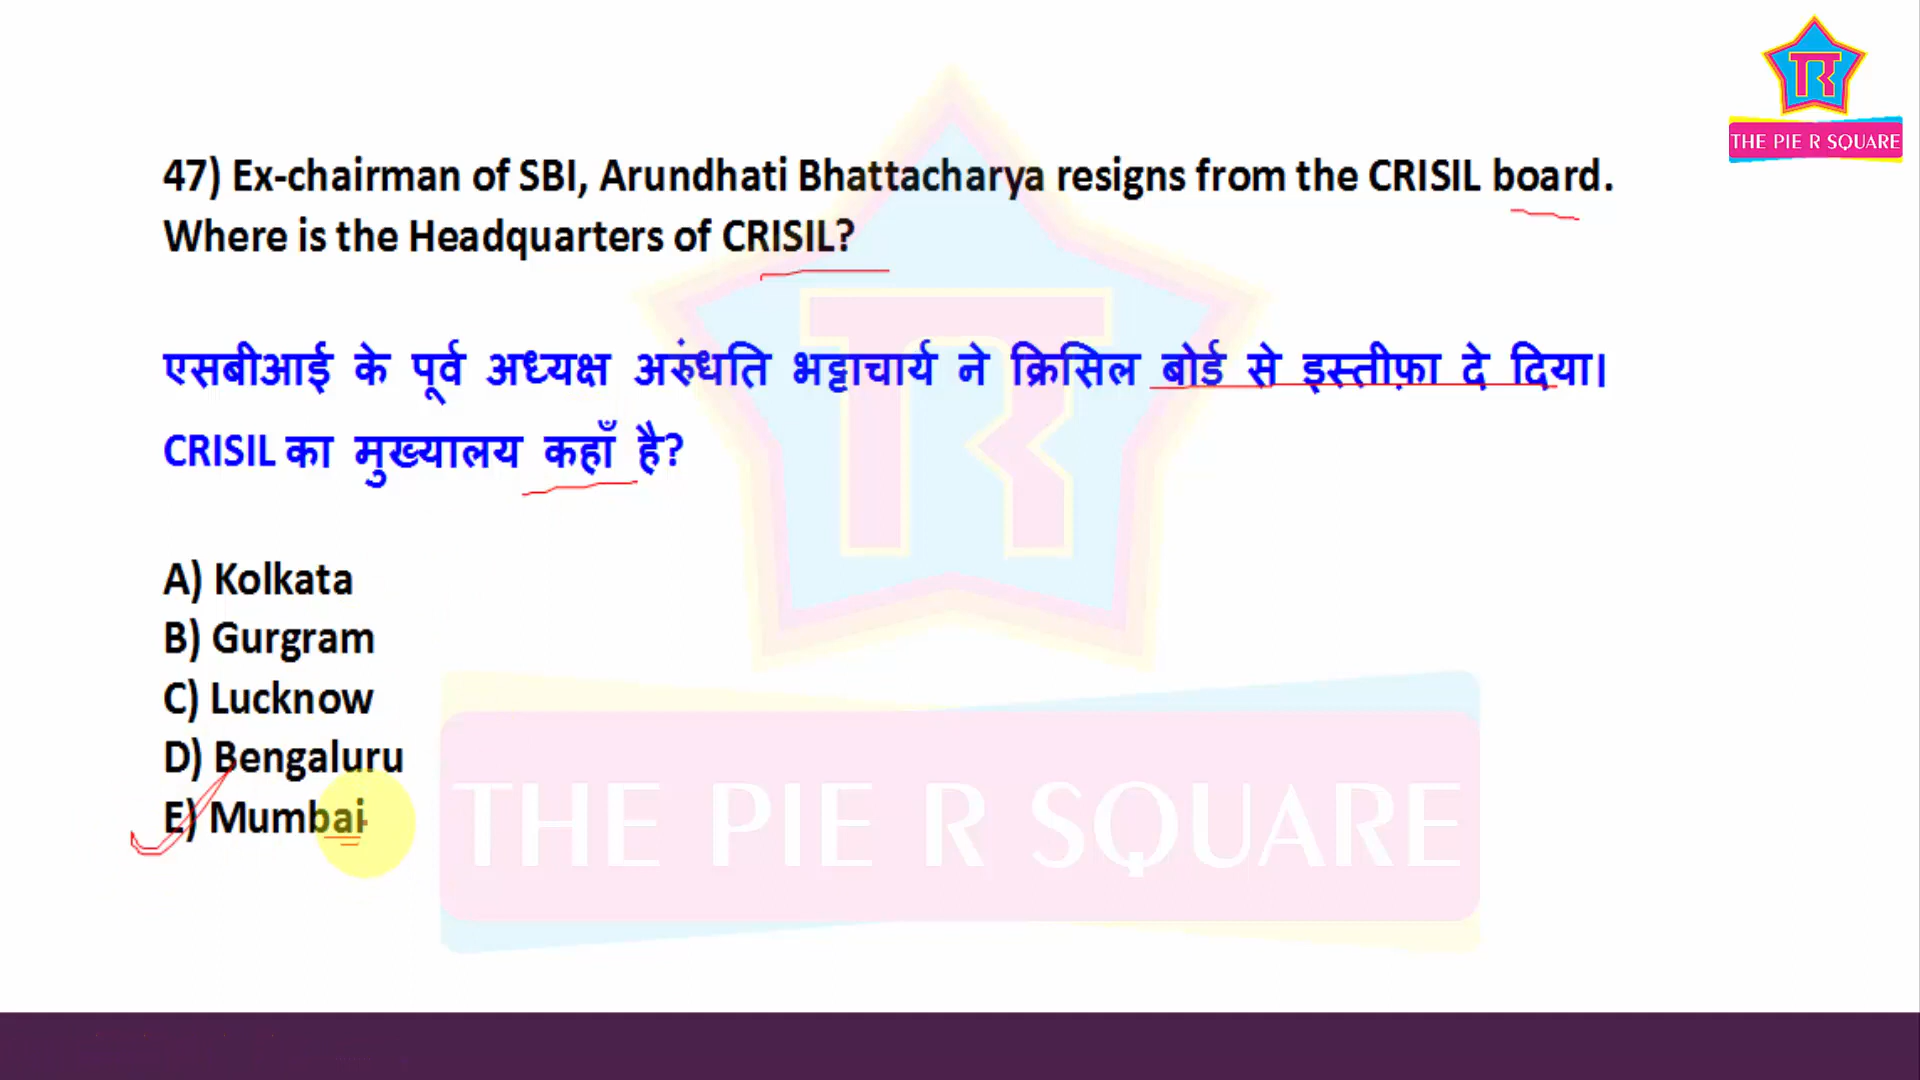 THE PIE R SQUARE
47) Ex-chairman of SBI, Arundhati Bhattacharya resigns from the CRISIL board.
Where is the Headquarters of CRISIL?
एसबीआई के पूर्व अध्यक्ष अरुंधति भट्टाचार्य ने क्रिसिल बोर्ड से इस्तीफ़ा दे दिया।
CRISIL का मुख्यालय कहाँ है?
A) Kolkata
B) Gurgram
C) Lucknow
D) Bengaluru
E) Mumbai
THE PIE R SQUARE